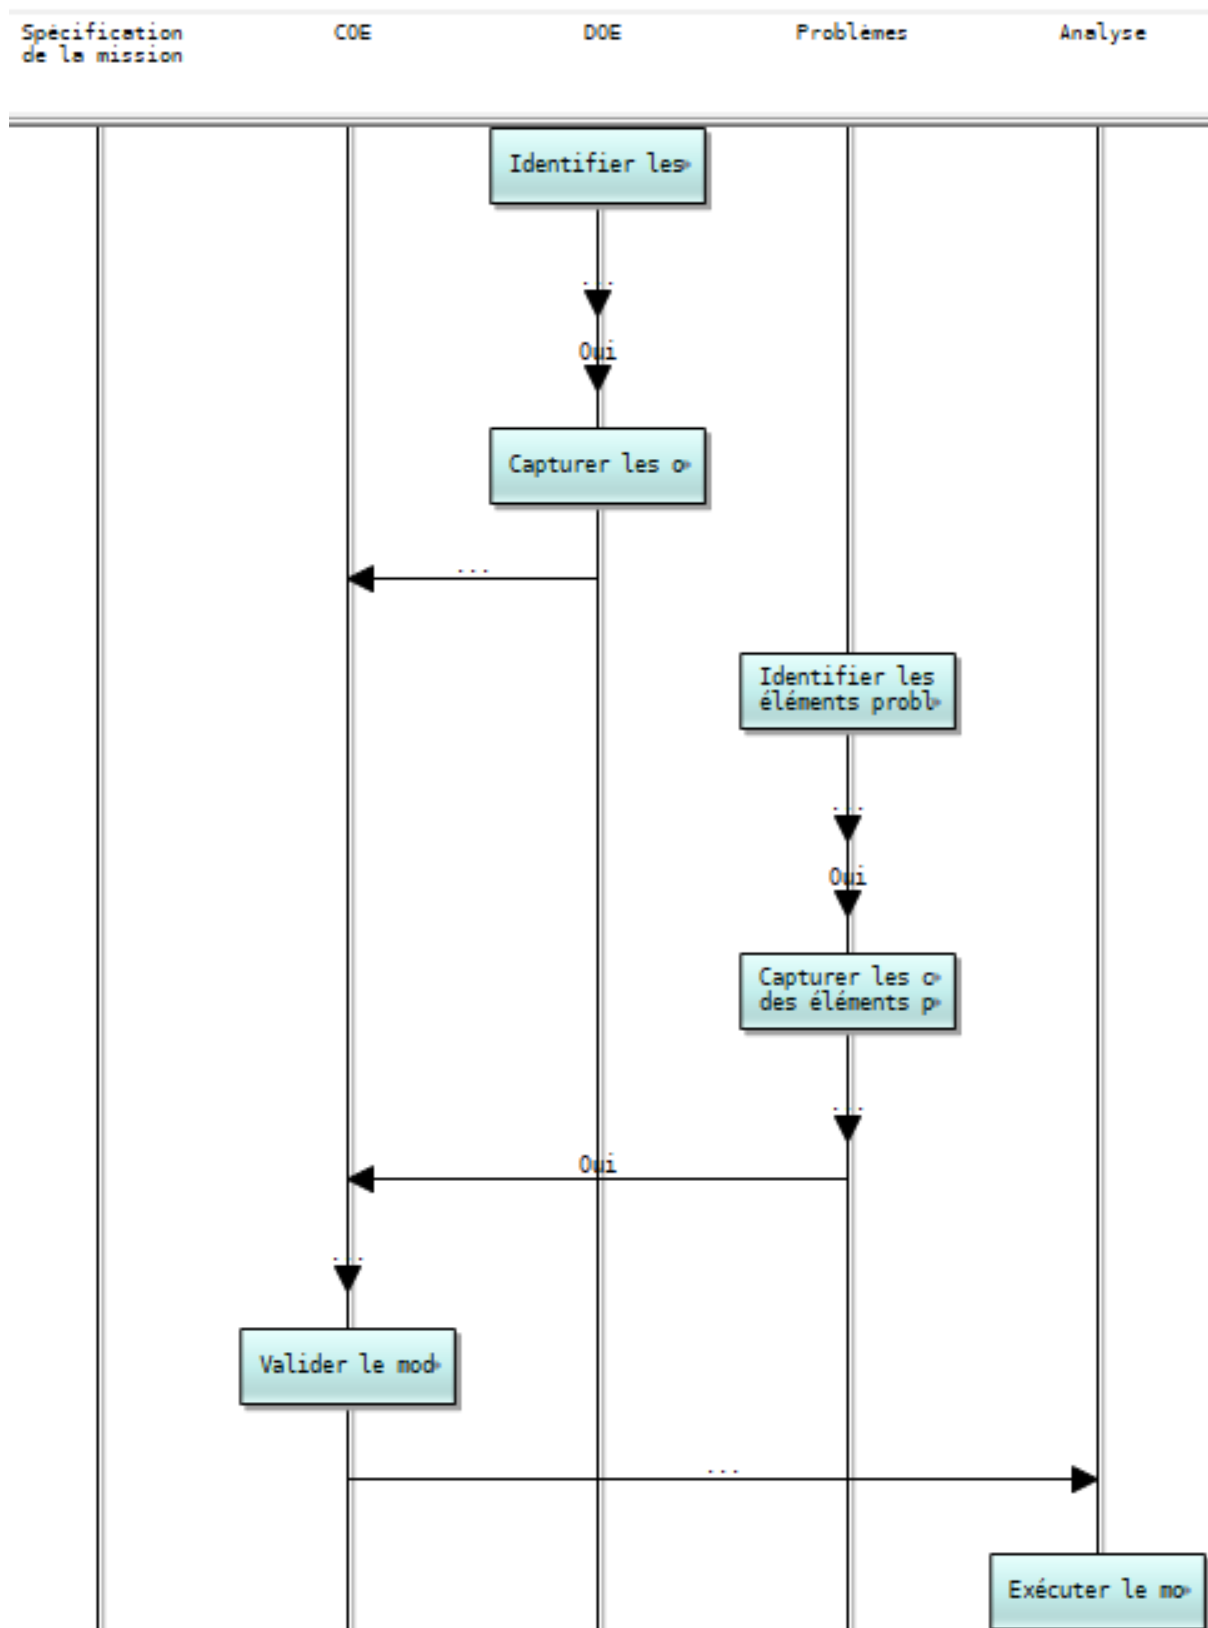 Spécification
de la mission
COE
DOE
Problèmes
Analyse
Identifier les
...
Oui
Capturer les
...
Identifier les
éléments probl
...
Oui
Capturer les c
des éléments p
...
Oui
...
Valider le mod
...
Exécuter le mo